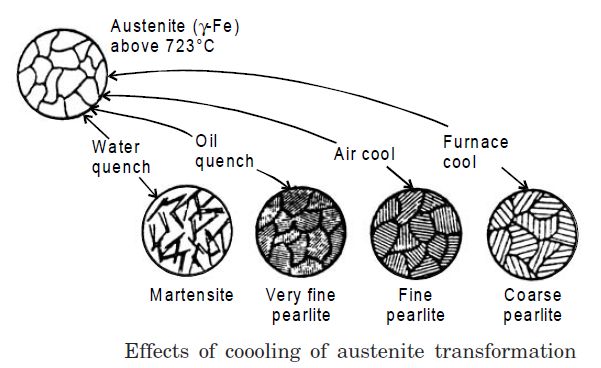 Austenite (γ-Fe)
above 723°C
Water
quench
Oil
quench
Air cool
Furnace
cool
Martensite
Very fine
pearlite
Fine
pearlite
Coarse
pearlite
Effects of coooling of austenite transformation